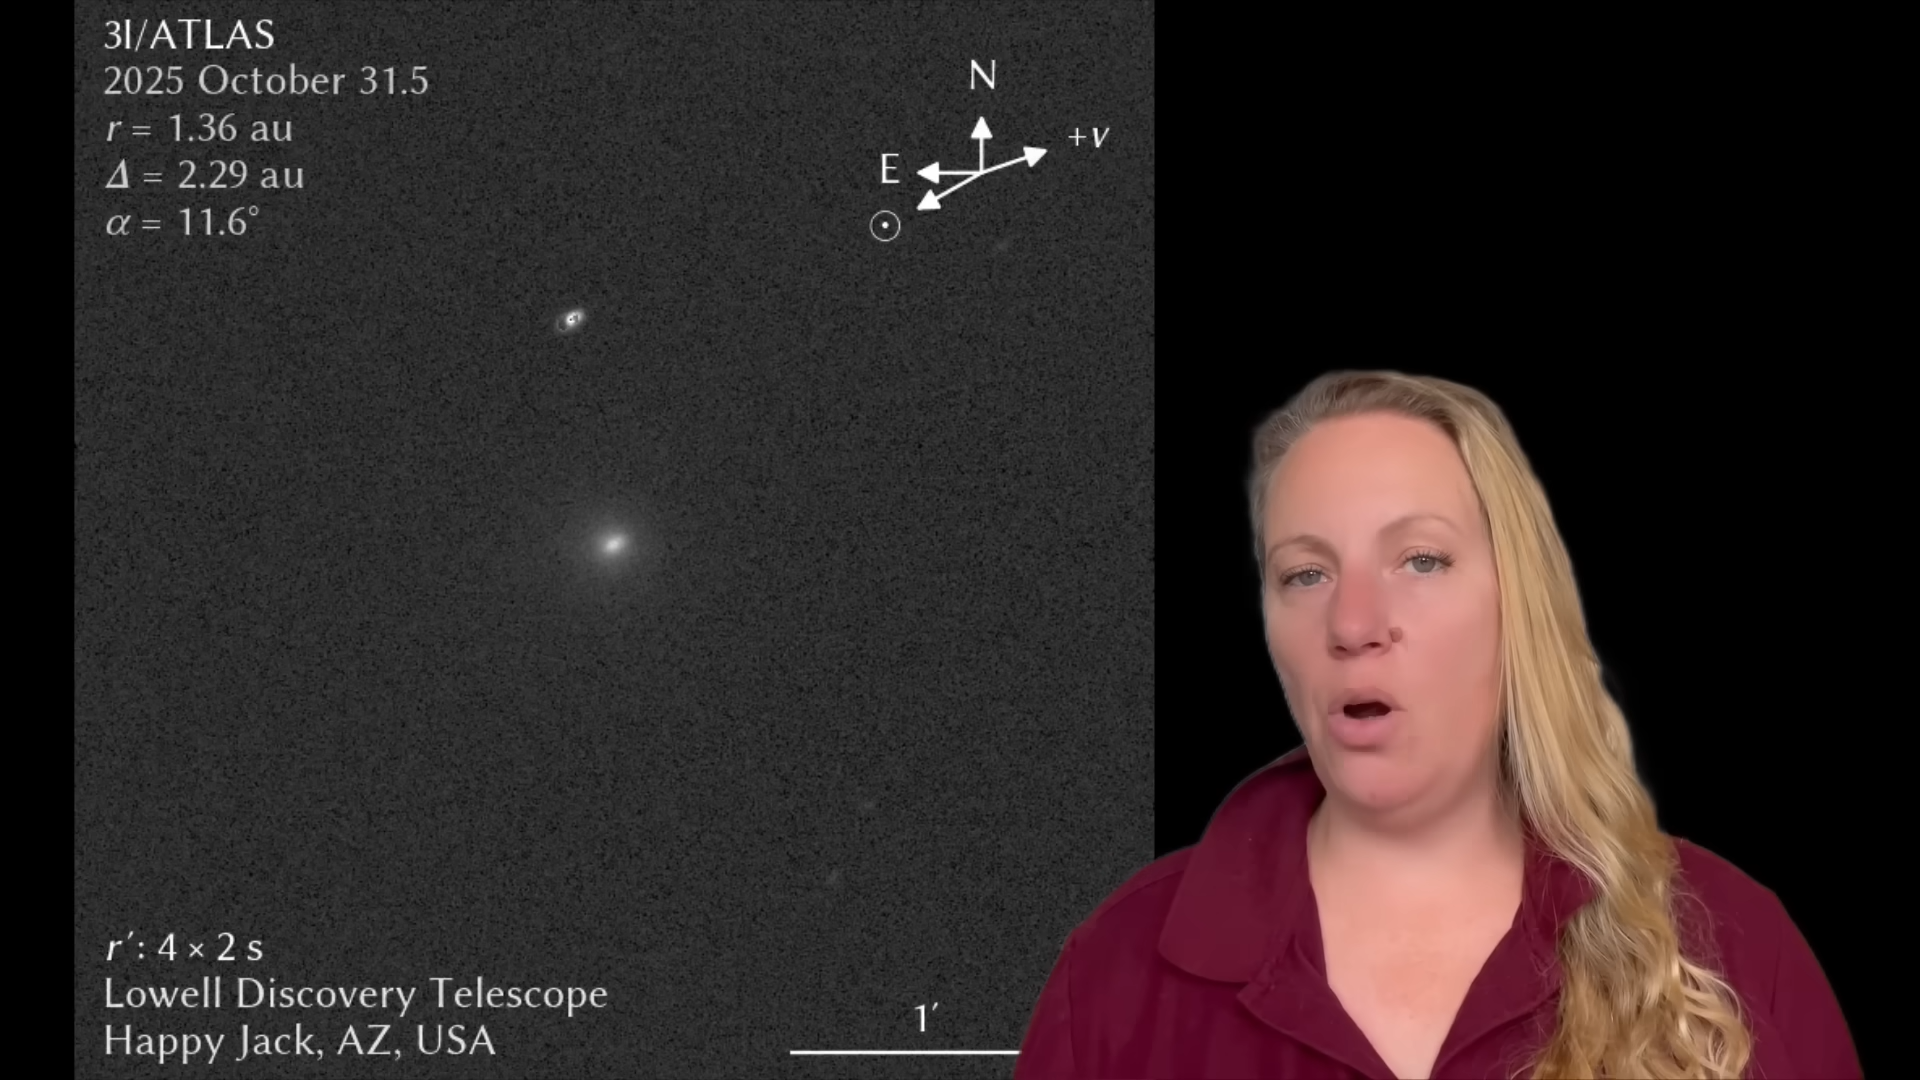 3I/ATLAS
2025 October 31.5
r = 1.36 au
Δ = 2.29 au
α = 11.6°
N
+v
E
r′: 4 × 2 s
Lowell Discovery Telescope
Happy Jack, AZ, USA
1′